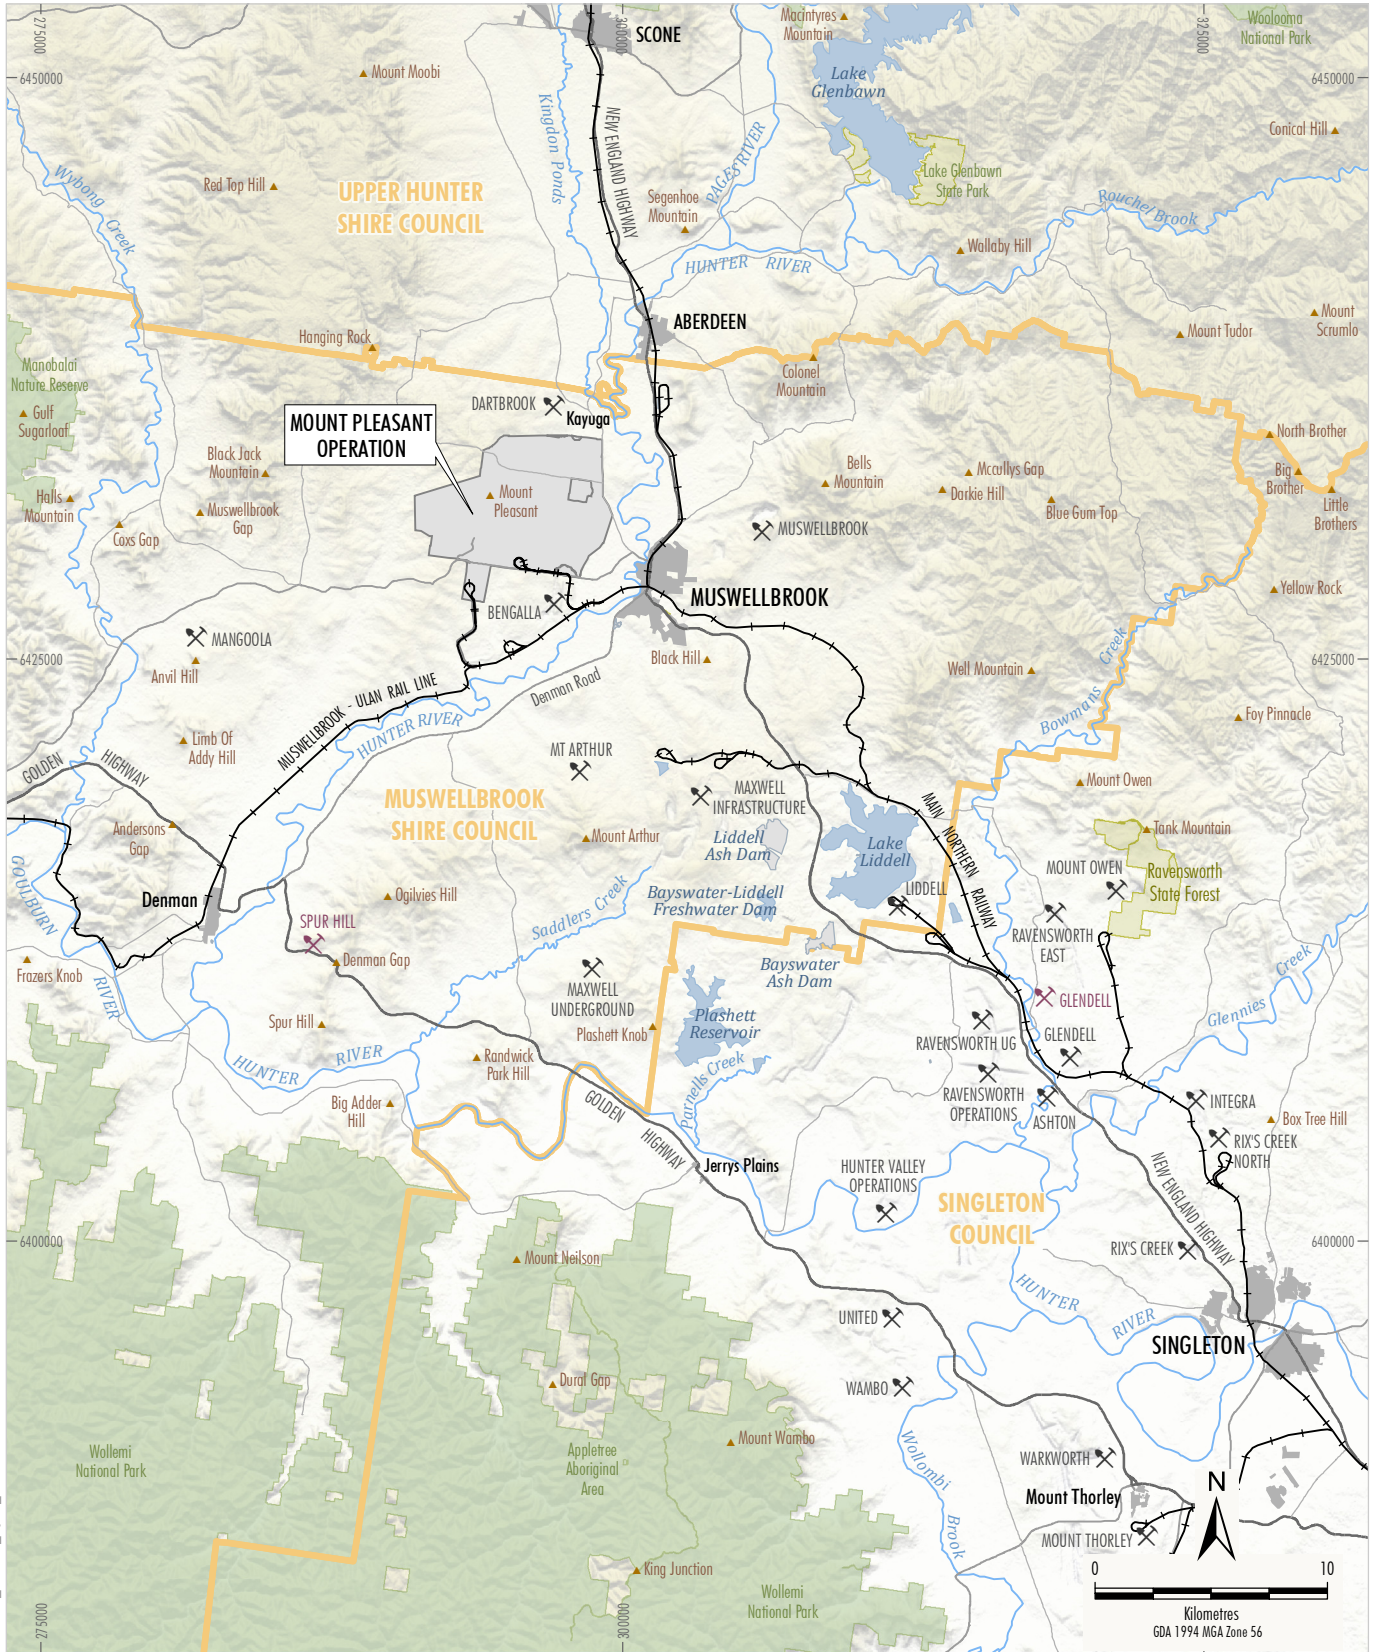 275000
300000
325000
SCONE
Macintyres
Mountain
Woolooma
National Park
6450000
6450000
Mount Moobi
Lake
Glenbawn
Kingdon Ponds
NEW ENGLAND HIGHWAY
PAGES RIVER
Conical Hill
Wybong Creek
Red Top Hill
UPPER HUNTER
SHIRE COUNCIL
Segenhoe
Mountain
Lake Glenbawn
State Park
Rouchel Brook
Wallaby Hill
HUNTER RIVER
Mount
Scrumlo
Mount Tudor
ABERDEEN
Hanging Rock
Manobalai
Nature Reserve
Colonel
Mountain
Gulf
Sugarloaf
DARTBROOK
Kayuga
MOUNT PLEASANT
OPERATION
North Brother
Black Jack
Mountain
Bells
Mountain
Mccullys Gap
Big
Brother
Halls
Mountain
Mount
Pleasant
Darkie Hill
Blue Gum Top
Little
Brothers
Muswellbrook
Gap
Coxs Gap
MUSWELLBROOK
MUSWELLBROOK
BENGALLA
Yellow Rock
MANGOOLA
Anvil Hill
6425000
6425000
Black Hill
Well Mountain
Bowmans Creek
Denman Road
MUSWELLBROOK - ULAN RAIL LINE
HUNTER RIVER
Foy Pinnacle
Limb Of
Addy Hill
GOLDEN HIGHWAY
MT ARTHUR
MAXWELL
INFRASTRUCTURE
MUSWELLBROOK
SHIRE COUNCIL
Mount Owen
MAIN NORTHERN RAILWAY
Andersons
Gap
Mount Arthur
Liddell
Ash Dam
Lake
Liddell
Tank Mountain
MOUNT OWEN
Ravensworth
State Forest
GOULBURN RIVER
Denman
Ogilvies Hill
Saddlers Creek
Bayswater-Liddell
Freshwater Dam
LIDDELL
SPUR HILL
RAVENSWORTH
EAST
Denman Gap
Frazers Knob
Bayswater
Ash Dam
MAXWELL
UNDERGROUND
GLENDELL
Glennies Creek
Spur Hill
Plashett Knob
Plashett
Reservoir
RAVENSWORTH UG
GLENDELL
HUNTER RIVER
Randwick
Park Hill
Parnells Creek
RAVENSWORTH
OPERATIONS
ASHTON
INTEGRA
Big Adder
Hill
GOLDEN HIGHWAY
Box Tree Hill
RIX'S CREEK
NORTH
Jerrys Plains
HUNTER VALLEY
OPERATIONS
NEW ENGLAND HIGHWAY
SINGLETON
COUNCIL
6400000
6400000
RIX'S CREEK
Mount Neilson
HUNTER RIVER
UNITED
SINGLETON
Dural Gap
WAMBO
Mount Wambo
Wollombi Brook
Wollemi
National Park
Appletree
Aboriginal
Area
WARKWORTH
Mount Thorley
MOUNT THORLEY
N
King Junction
Wollemi
National Park
0 10
Kilometres
GDA 1994 MGA Zone 56
275000
300000